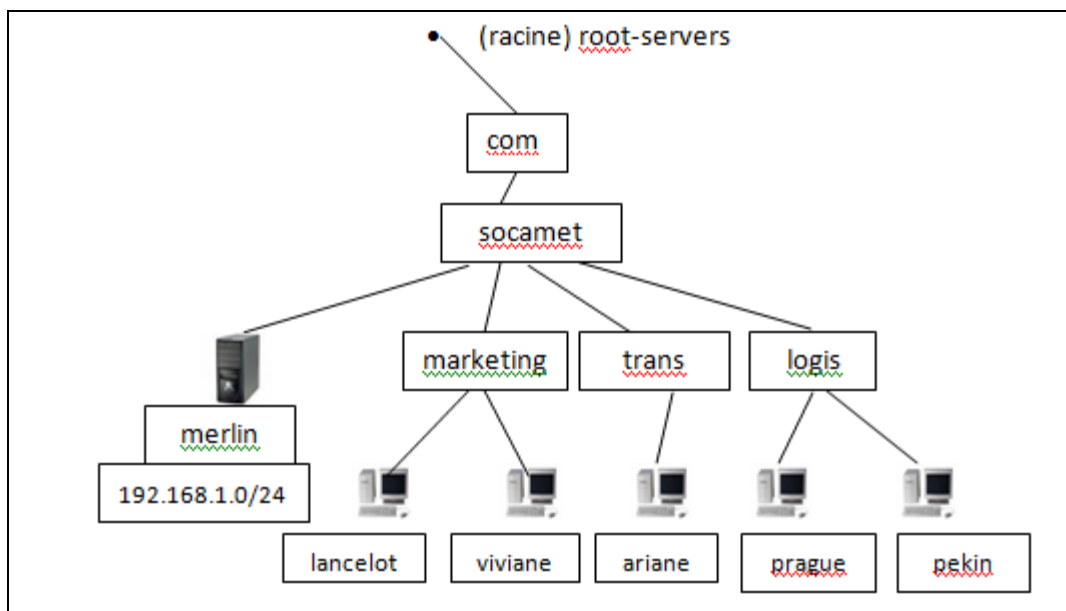 (racine) root-servers
com
socamet
marketing
trans
logis
merlin
192.168.1.0/24
lancelot
viviane
ariane
prague
pekin